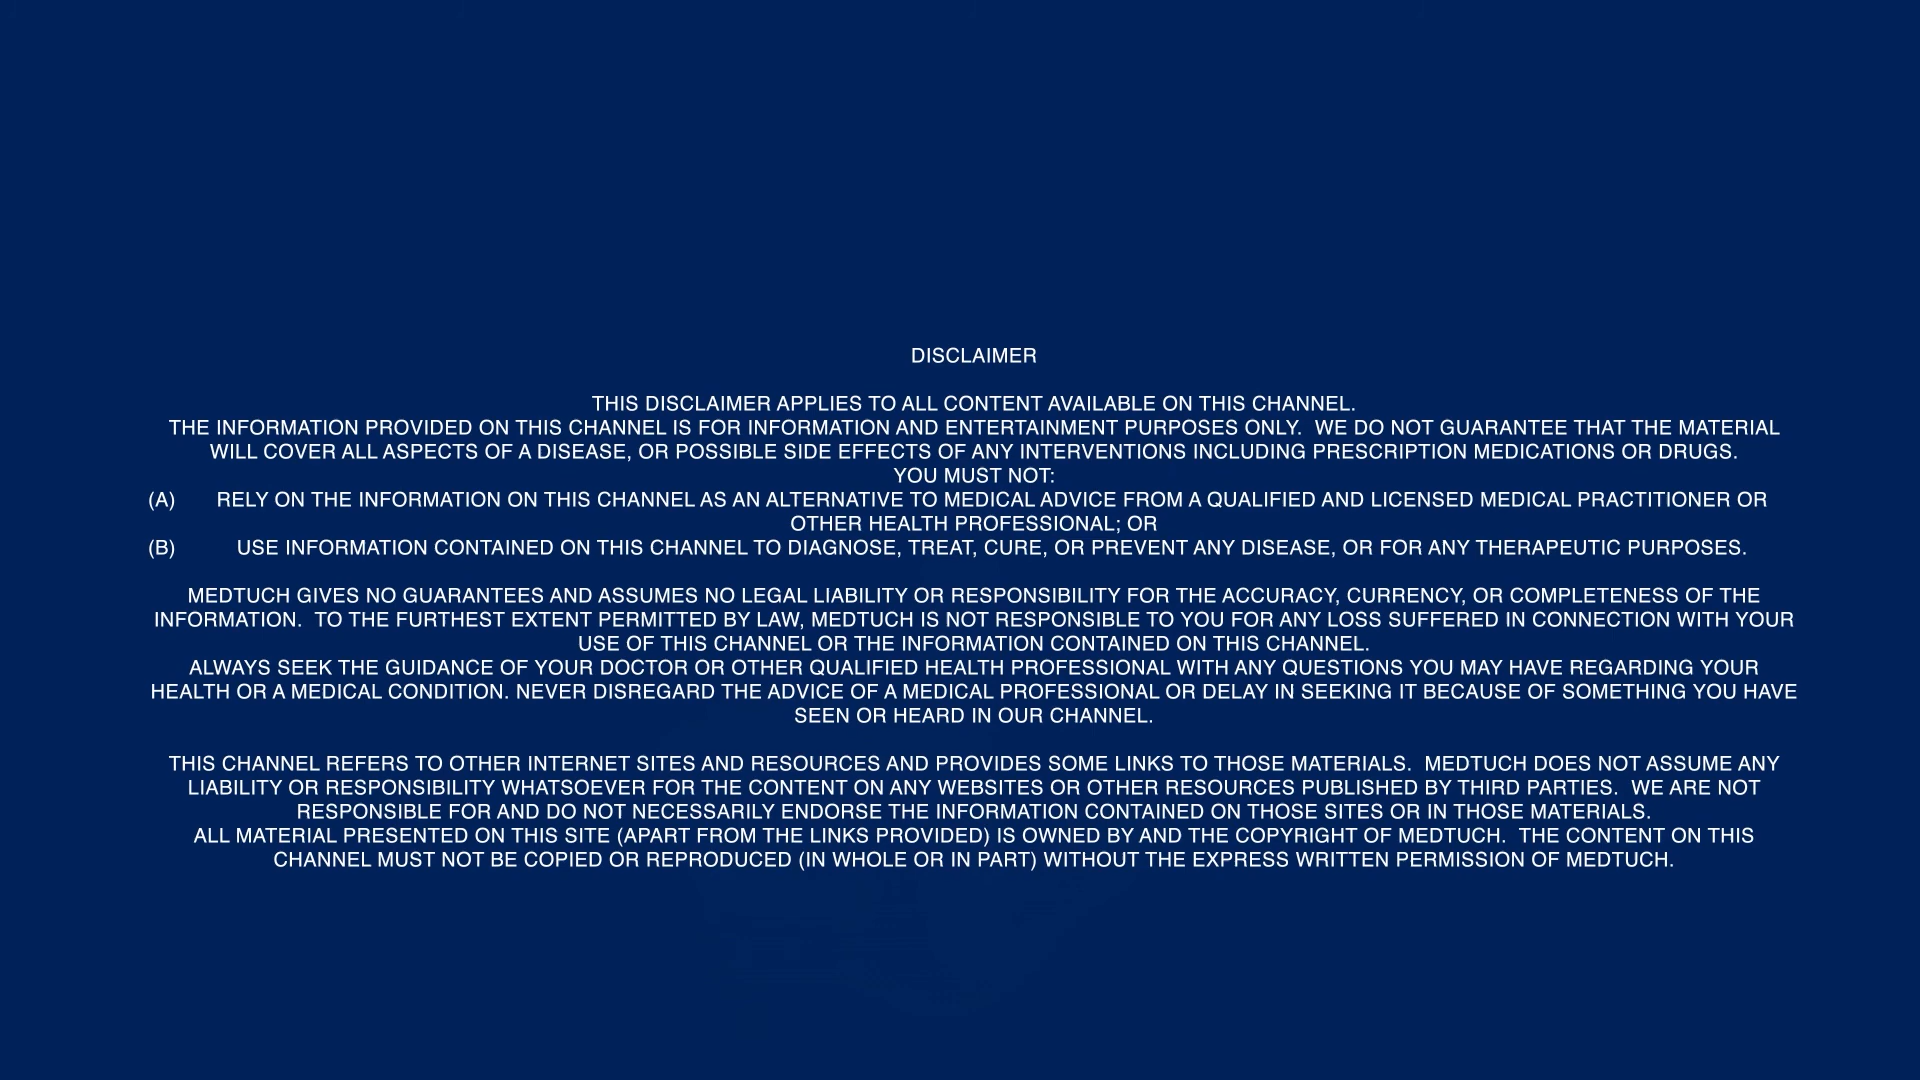 DISCLAIMER
THIS DISCLAIMER APPLIES TO ALL CONTENT AVAILABLE ON THIS CHANNEL.
THE INFORMATION PROVIDED ON THIS CHANNEL IS FOR INFORMATION AND ENTERTAINMENT PURPOSES ONLY.  WE DO NOT GUARANTEE THAT THE MATERIAL
WILL COVER ALL ASPECTS OF A DISEASE, OR POSSIBLE SIDE EFFECTS OF ANY INTERVENTIONS INCLUDING PRESCRIPTION MEDICATIONS OR DRUGS.
YOU MUST NOT:
(A) RELY ON THE INFORMATION ON THIS CHANNEL AS AN ALTERNATIVE TO MEDICAL ADVICE FROM A QUALIFIED AND LICENSED MEDICAL PRACTITIONER OR
OTHER HEALTH PROFESSIONAL; OR
(B) USE INFORMATION CONTAINED ON THIS CHANNEL TO DIAGNOSE, TREAT, CURE, OR PREVENT ANY DISEASE, OR FOR ANY THERAPEUTIC PURPOSES.
MEDTUCH GIVES NO GUARANTEES AND ASSUMES NO LEGAL LIABILITY OR RESPONSIBILITY FOR THE ACCURACY, CURRENCY, OR COMPLETENESS OF THE
INFORMATION.  TO THE FURTHEST EXTENT PERMITTED BY LAW, MEDTUCH IS NOT RESPONSIBLE TO YOU FOR ANY LOSS SUFFERED IN CONNECTION WITH YOUR
USE OF THIS CHANNEL OR THE INFORMATION CONTAINED ON THIS CHANNEL.
ALWAYS SEEK THE GUIDANCE OF YOUR DOCTOR OR OTHER QUALIFIED HEALTH PROFESSIONAL WITH ANY QUESTIONS YOU MAY HAVE REGARDING YOUR
HEALTH OR A MEDICAL CONDITION. NEVER DISREGARD THE ADVICE OF A MEDICAL PROFESSIONAL OR DELAY IN SEEKING IT BECAUSE OF SOMETHING YOU HAVE
SEEN OR HEARD IN OUR CHANNEL.
THIS CHANNEL REFERS TO OTHER INTERNET SITES AND RESOURCES AND PROVIDES SOME LINKS TO THOSE MATERIALS.  MEDTUCH DOES NOT ASSUME ANY
LIABILITY OR RESPONSIBILITY WHATSOEVER FOR THE CONTENT ON ANY WEBSITES OR OTHER RESOURCES PUBLISHED BY THIRD PARTIES.  WE ARE NOT
RESPONSIBLE FOR AND DO NOT NECESSARILY ENDORSE THE INFORMATION CONTAINED ON THOSE SITES OR IN THOSE MATERIALS.
ALL MATERIAL PRESENTED ON THIS SITE (APART FROM THE LINKS PROVIDED) IS OWNED BY AND THE COPYRIGHT OF MEDTUCH.  THE CONTENT ON THIS
CHANNEL MUST NOT BE COPIED OR REPRODUCED (IN WHOLE OR IN PART) WITHOUT THE EXPRESS WRITTEN PERMISSION OF MEDTUCH.